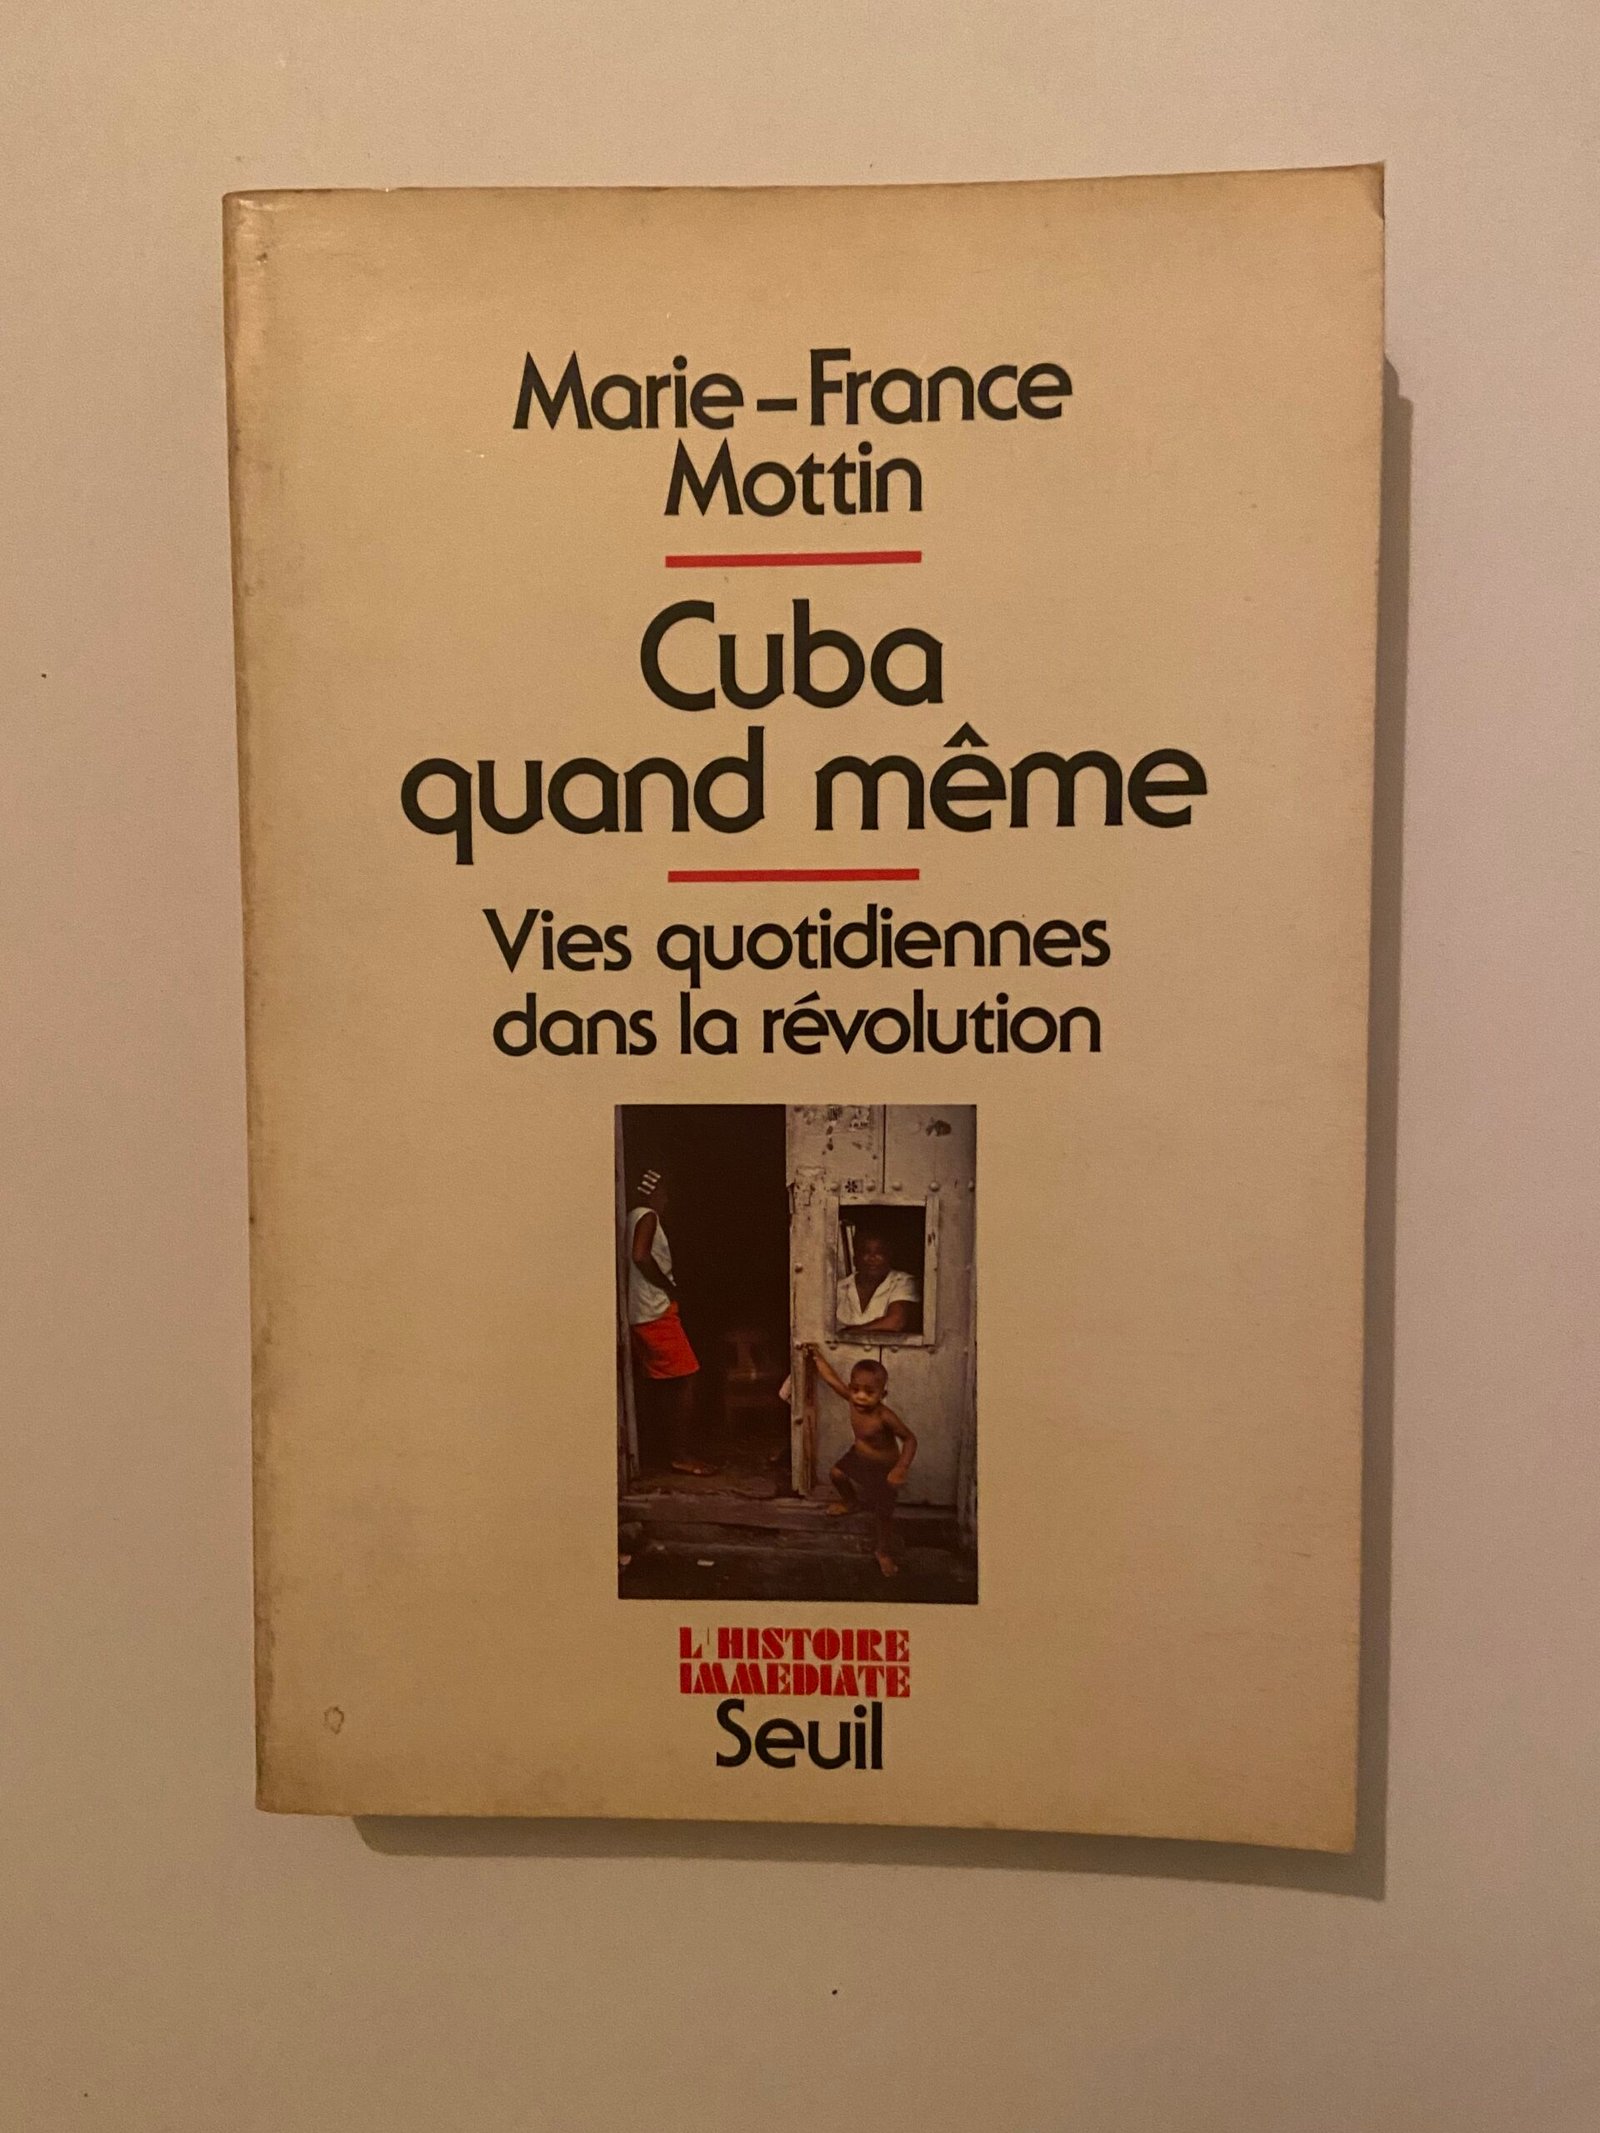 Marie-France
Mottin
Cuba
quand même
Vies quotidiennes
dans la révolution
L'HISTOIRE
IMMEDIATE
Seuil